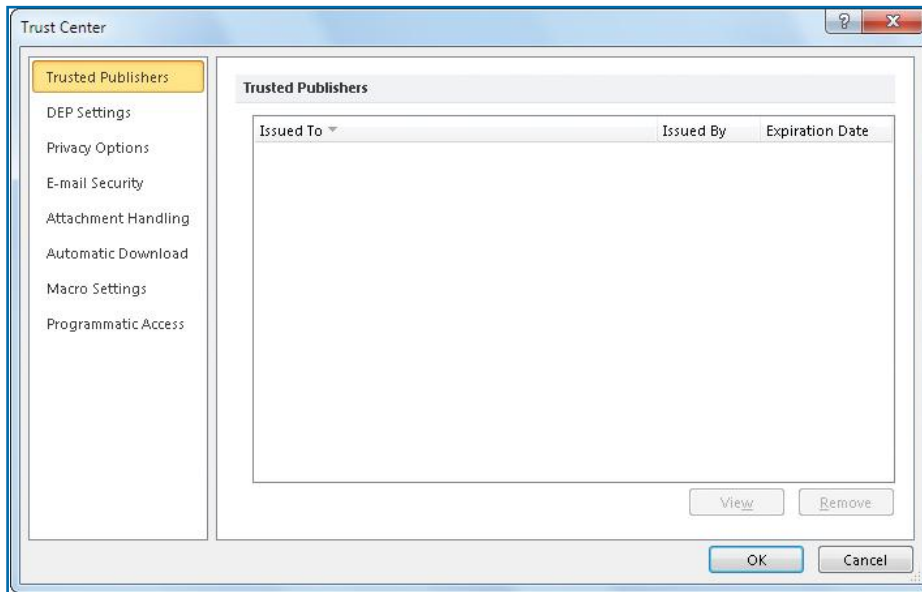 Trust Center
Trusted Publishers
DEP Settings
Privacy Options
E-mail Security
Attachment Handling
Automatic Download
Macro Settings
Programmatic Access
Trusted Publishers
Issued To Issued By Expiration Date
View Remove
OK Cancel